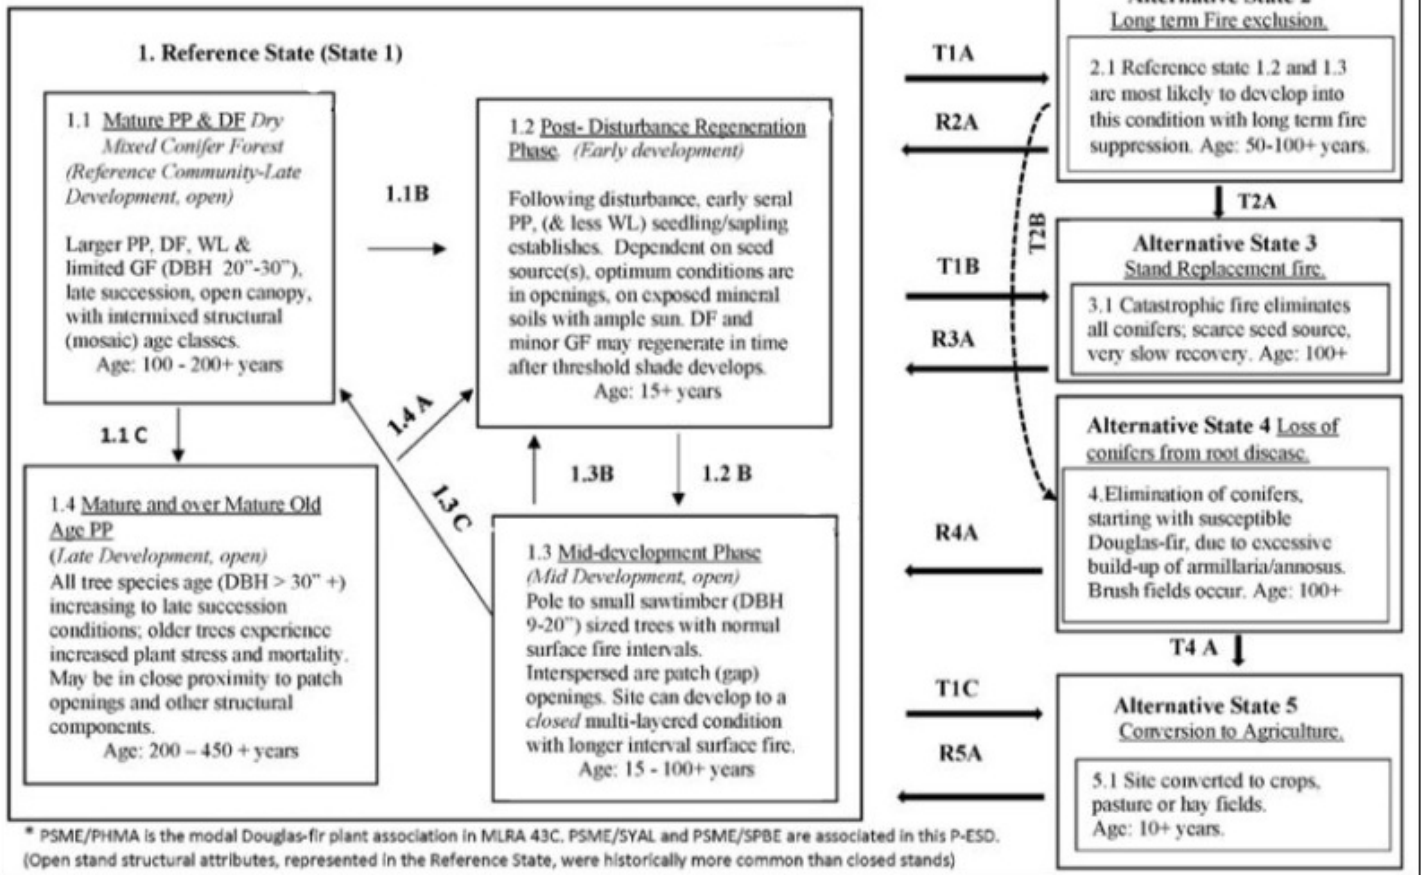 1. Reference State (State 1)
1.1 Mature PP & DF Dry
Mixed Conifer Forest
(Reference Community-Late
Development, open)
Larger PP, DF, WL &
limited GF (DBH 20"-30"),
late succession, open canopy,
with intermixed structural
(mosaic) age classes.
Age: 100 - 200+ years
1.1B
1.2 Post- Disturbance Regeneration
Phase. (Early development)
Following disturbance, early seral
PP, (& less WL) seedling/sapling
establishes. Dependent on seed
source(s), optimum conditions are
in openings, on exposed mineral
soils with ample sun. DF and
minor GF may regenerate in time
after threshold shade develops.
Age: 15+ years
1.1 C
1.4 A
1.3 C
1.3B
1.2 B
1.4 Mature and over Mature Old
Age PP
(Late Development, open)
All tree species age (DBH > 30" +)
increasing to late succession
conditions; older trees experience
increased plant stress and mortality.
May be in close proximity to patch
openings and other structural
components.
Age: 200 – 450 + years
1.3 Mid-development Phase
(Mid Development, open)
Pole to small sawtimber (DBH
9-20") sized trees with normal
surface fire intervals.
Interspersed are patch (gap)
openings. Site can develop to a
closed multi-layered condition
with longer interval surface fire.
Age: 15 - 100+ years
T1A
R2A
T1B
R3A
R4A
T1C
R5A
Alternative State 2
Long term Fire exclusion.
2.1 Reference state 1.2 and 1.3
are most likely to develop into
this condition with long term fire
suppression. Age: 50-100+ years.
T2A
T2B
Alternative State 3
Stand Replacement fire.
3.1 Catastrophic fire eliminates
all conifers; scarce seed source,
very slow recovery. Age: 100+
Alternative State 4 Loss of
conifers from root disease.
4.Elimination of conifers,
starting with susceptible
Douglas-fir, due to excessive
build-up of armillaria/annosus.
Brush fields occur. Age: 100+
T4 A
Alternative State 5
Conversion to Agriculture.
5.1 Site converted to crops,
pasture or hay fields.
Age: 10+ years.
* PSME/PHMA is the modal Douglas-fir plant association in MLRA 43C. PSME/SYAL and PSME/SPBE are associated in this P-ESD.
(Open stand structural attributes, represented in the Reference State, were historically more common than closed stands)